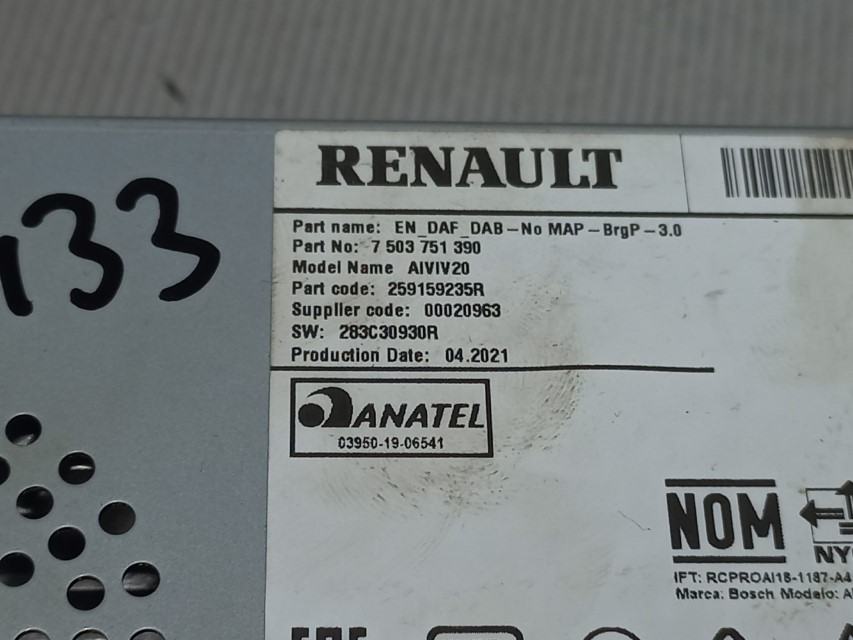 RENAULT
133
Part name: EN_DAF_DAB-No MAP-BrgP-3.0
Part No: 7 503 751 390
Model Name AIVIV20
Part code: 259159235R
Supplier code: 00020963
SW: 283C30930R
Production Date: 04.2021
ANATEL
03950-19-06541
NOM
NY
IFT: RCPROAI18-1187-A4
Marca: Bosch Modelo: A